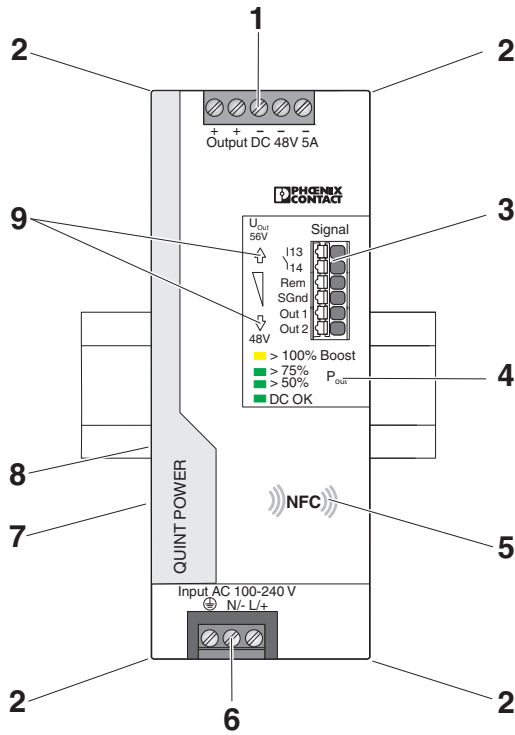 1
2
2
+ + – – –
Output DC 48V 5A
PHŒNIX
CONTACT
9
3
UOut
56V
Signal
13
14
Rem
SGnd
Out 1
Out 2
48V
> 100% Boost
> 75%
> 50%
Pout
DC OK
4
8
7
QUINT POWER
NFC
5
Input AC 100-240 V
N/- L/+
2
6
2